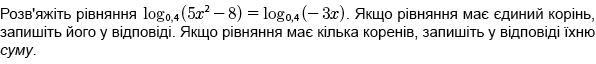 Розв'яжіть рівняння log₀,₄(5x² − 8) = log₀,₄(− 3x). Якщо рівняння має єдиний корінь,
запишіть його у відповіді. Якщо рівняння має кілька коренів, запишіть у відповіді їхню
суму.